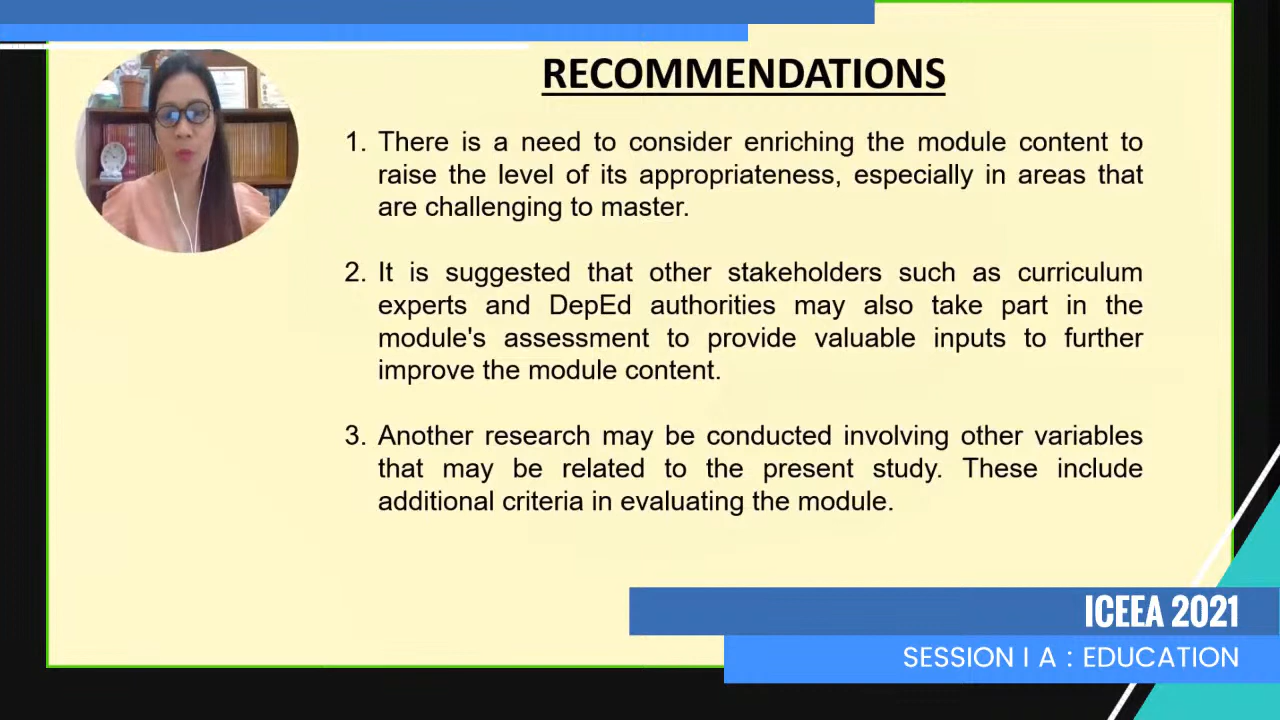 RECOMMENDATIONS
1. There is a need to consider enriching the module content to
raise the level of its appropriateness, especially in areas that
are challenging to master.
2. It is suggested that other stakeholders such as curriculum
experts and DepEd authorities may also take part in the
module's assessment to provide valuable inputs to further
improve the module content.
3. Another research may be conducted involving other variables
that may be related to the present study. These include
additional criteria in evaluating the module.
ICEEA 2021
SESSION I A : EDUCATION